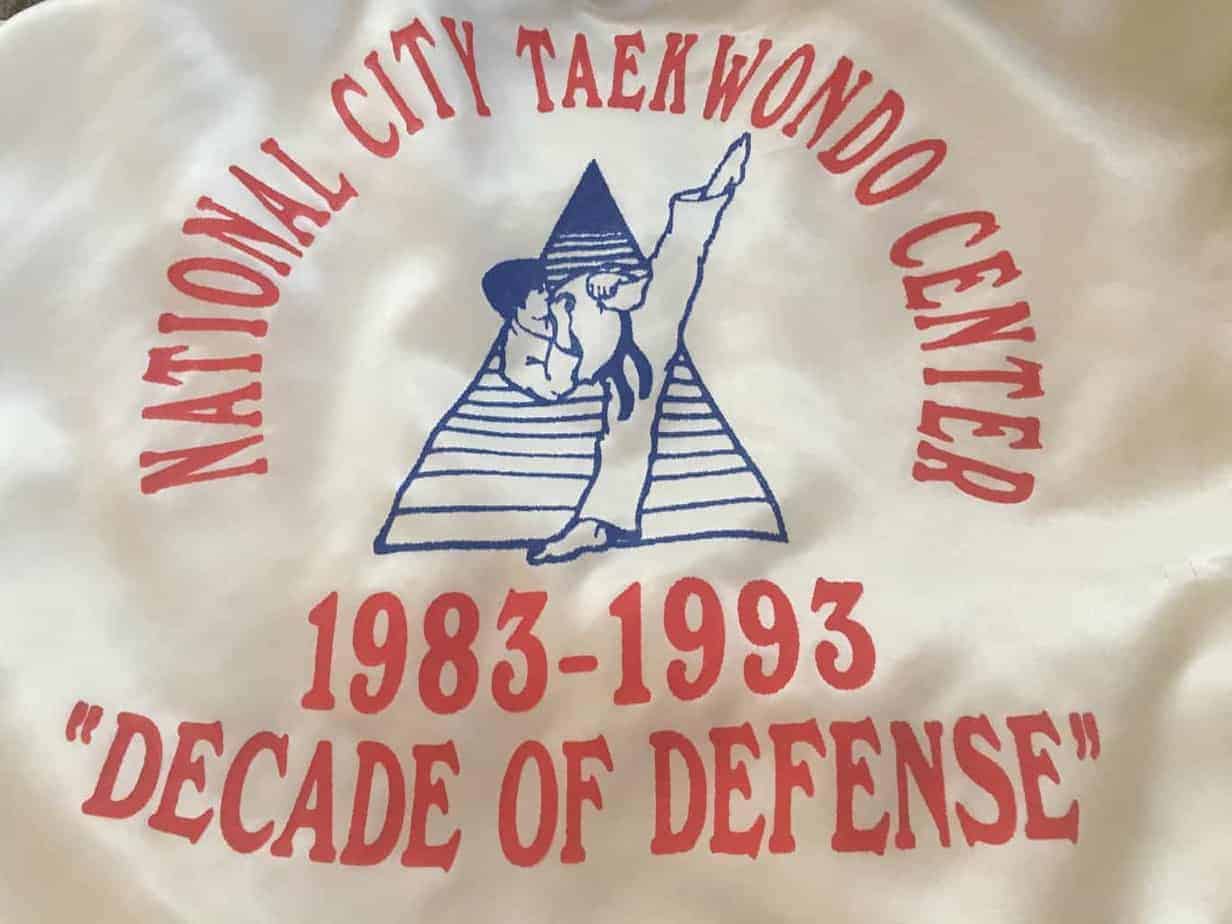 NATIONAL CITY TAEKWONDO CENTER
1983-1993
"DECADE OF DEFENSE"